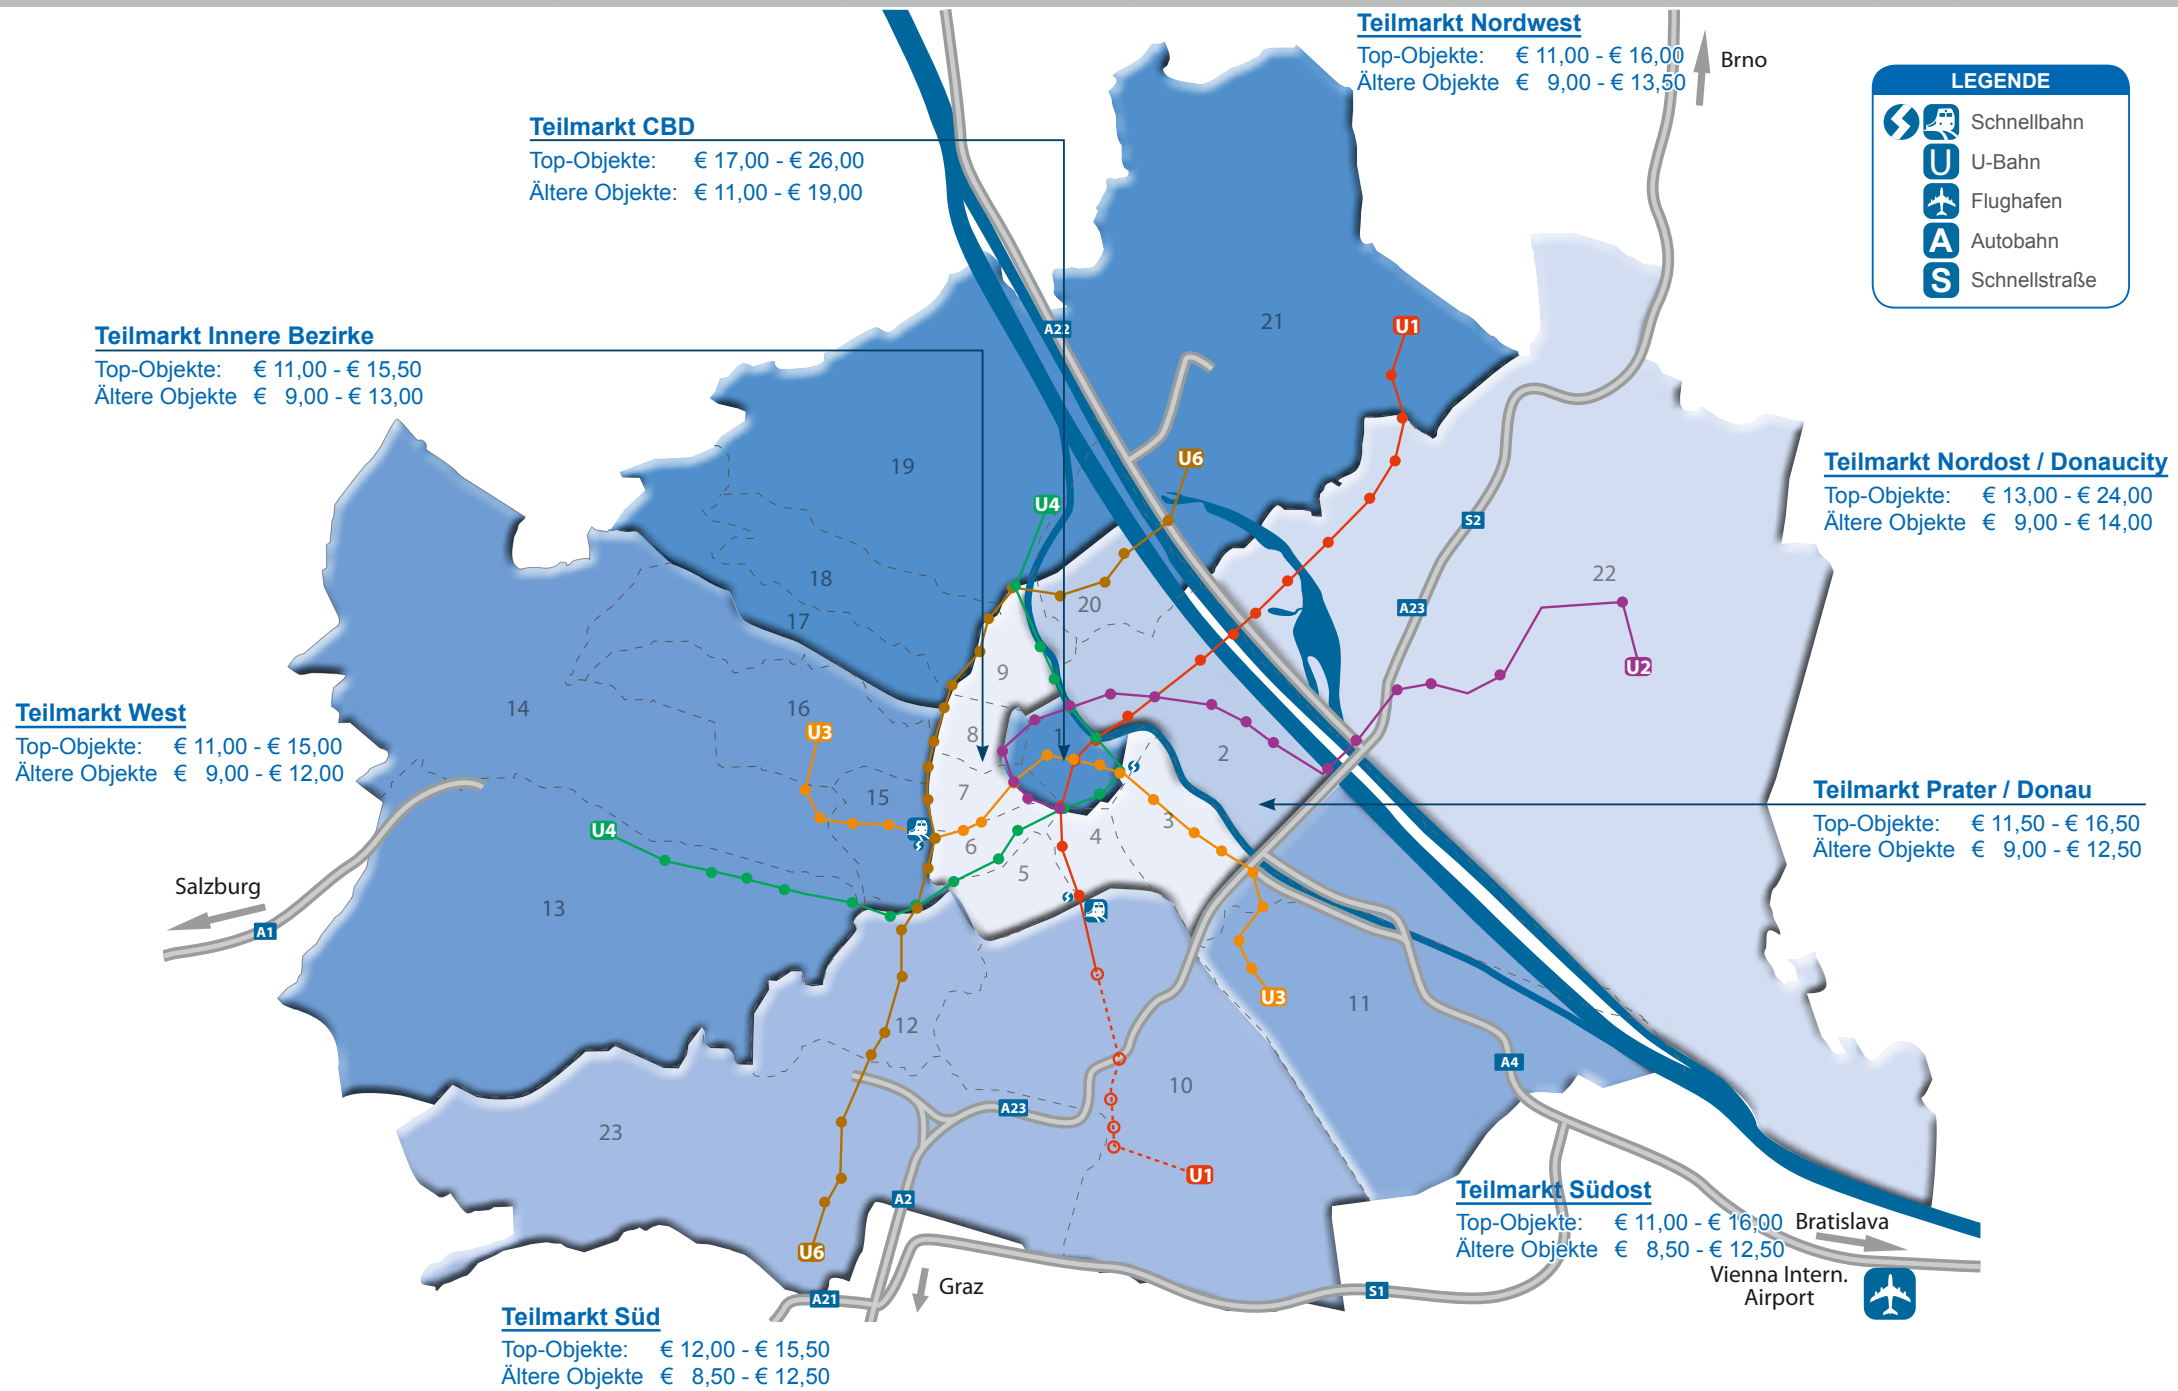 Teilmarkt Nordwest
Top-Objekte: € 11,00 - € 16,00
Ältere Objekte € 9,00 - € 13,50
Brno
LEGENDE
Schnellbahn
U U-Bahn
Flughafen
A Autobahn
S Schnellstraße
Teilmarkt CBD
Top-Objekte: € 17,00 - € 26,00
Ältere Objekte: € 11,00 - € 19,00
Teilmarkt Innere Bezirke
Top-Objekte: € 11,00 - € 15,50
Ältere Objekte € 9,00 - € 13,00
A22
21
U1
19
U6
U4
Teilmarkt Nordost / Donaucity
Top-Objekte: € 13,00 - € 24,00
Ältere Objekte € 9,00 - € 14,00
S2
18
22
20
A23
17
U2
9
14
16
Teilmarkt West
Top-Objekte: € 11,00 - € 15,00
Ältere Objekte € 9,00 - € 12,00
U3
8
1
2
7
15
Teilmarkt Prater / Donau
Top-Objekte: € 11,50 - € 16,50
Ältere Objekte € 9,00 - € 12,50
3
U4
4
6
5
Salzburg
13
A1
U3
11
12
A4
10
A23
23
U1
A2
Teilmarkt Südost
Top-Objekte: € 11,00 - € 16,00
Ältere Objekte € 8,50 - € 12,50
Bratislava
U6
Vienna Intern.
Airport
Graz
A21
S1
Teilmarkt Süd
Top-Objekte: € 12,00 - € 15,50
Ältere Objekte € 8,50 - € 12,50